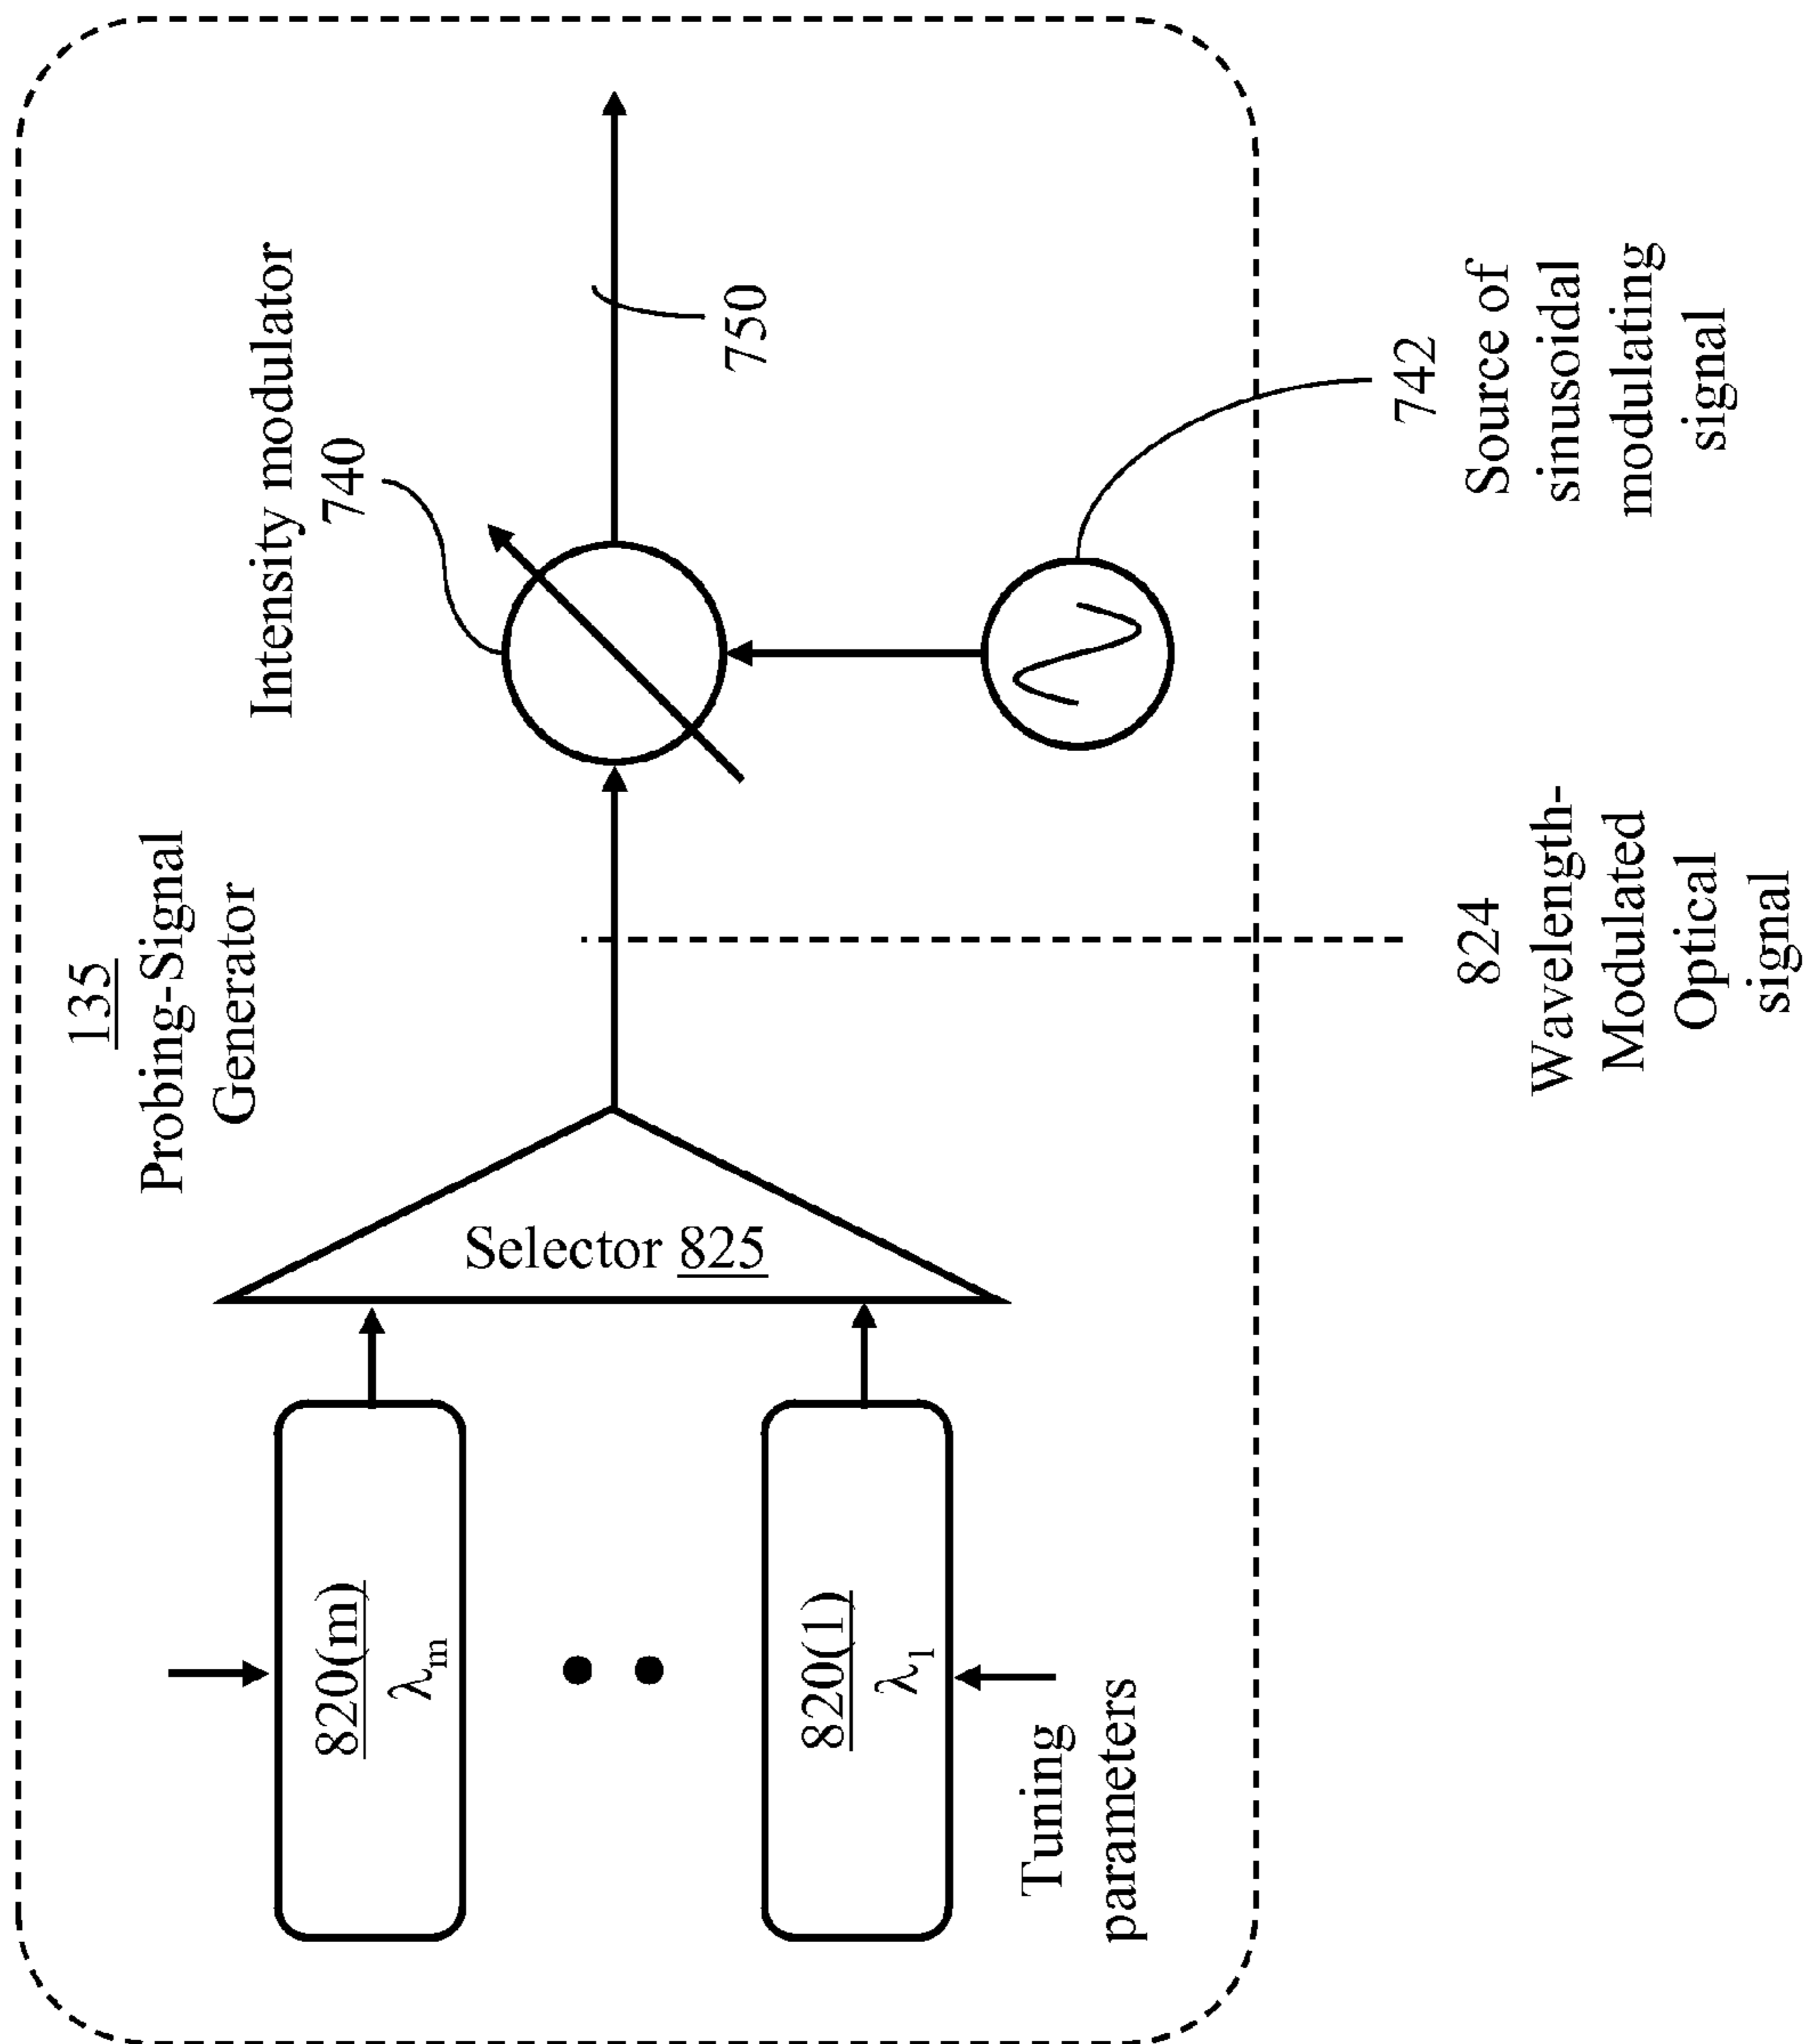 135
Probing-Signal
Generator
Intensity modulator
740
820(m)
λm
Selector 825
750
820(1)
λ1
Tuning
parameters
742
Source of
sinusoidal
modulating
signal
824
Wavelength-
Modulated
Optical
signal